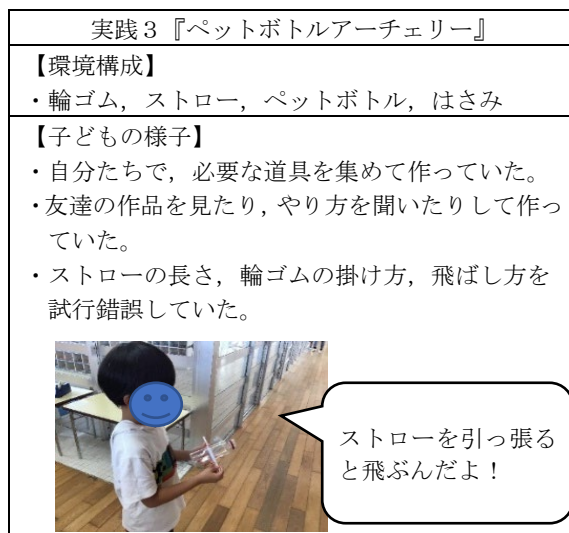 実践3『ペットボトルアーチェリー』
【環境構成】
・輪ゴム,ストロー,ペットボトル,はさみ
【子どもの様子】
・自分たちで,必要な道具を集めて作っていた。
・友達の作品を見たり,やり方を聞いたりして作っ
ていた。
・ストローの長さ,輪ゴムの掛け方,飛ばし方を
試行錯誤していた。
ストローを引っ張る
と飛ぶんだよ!